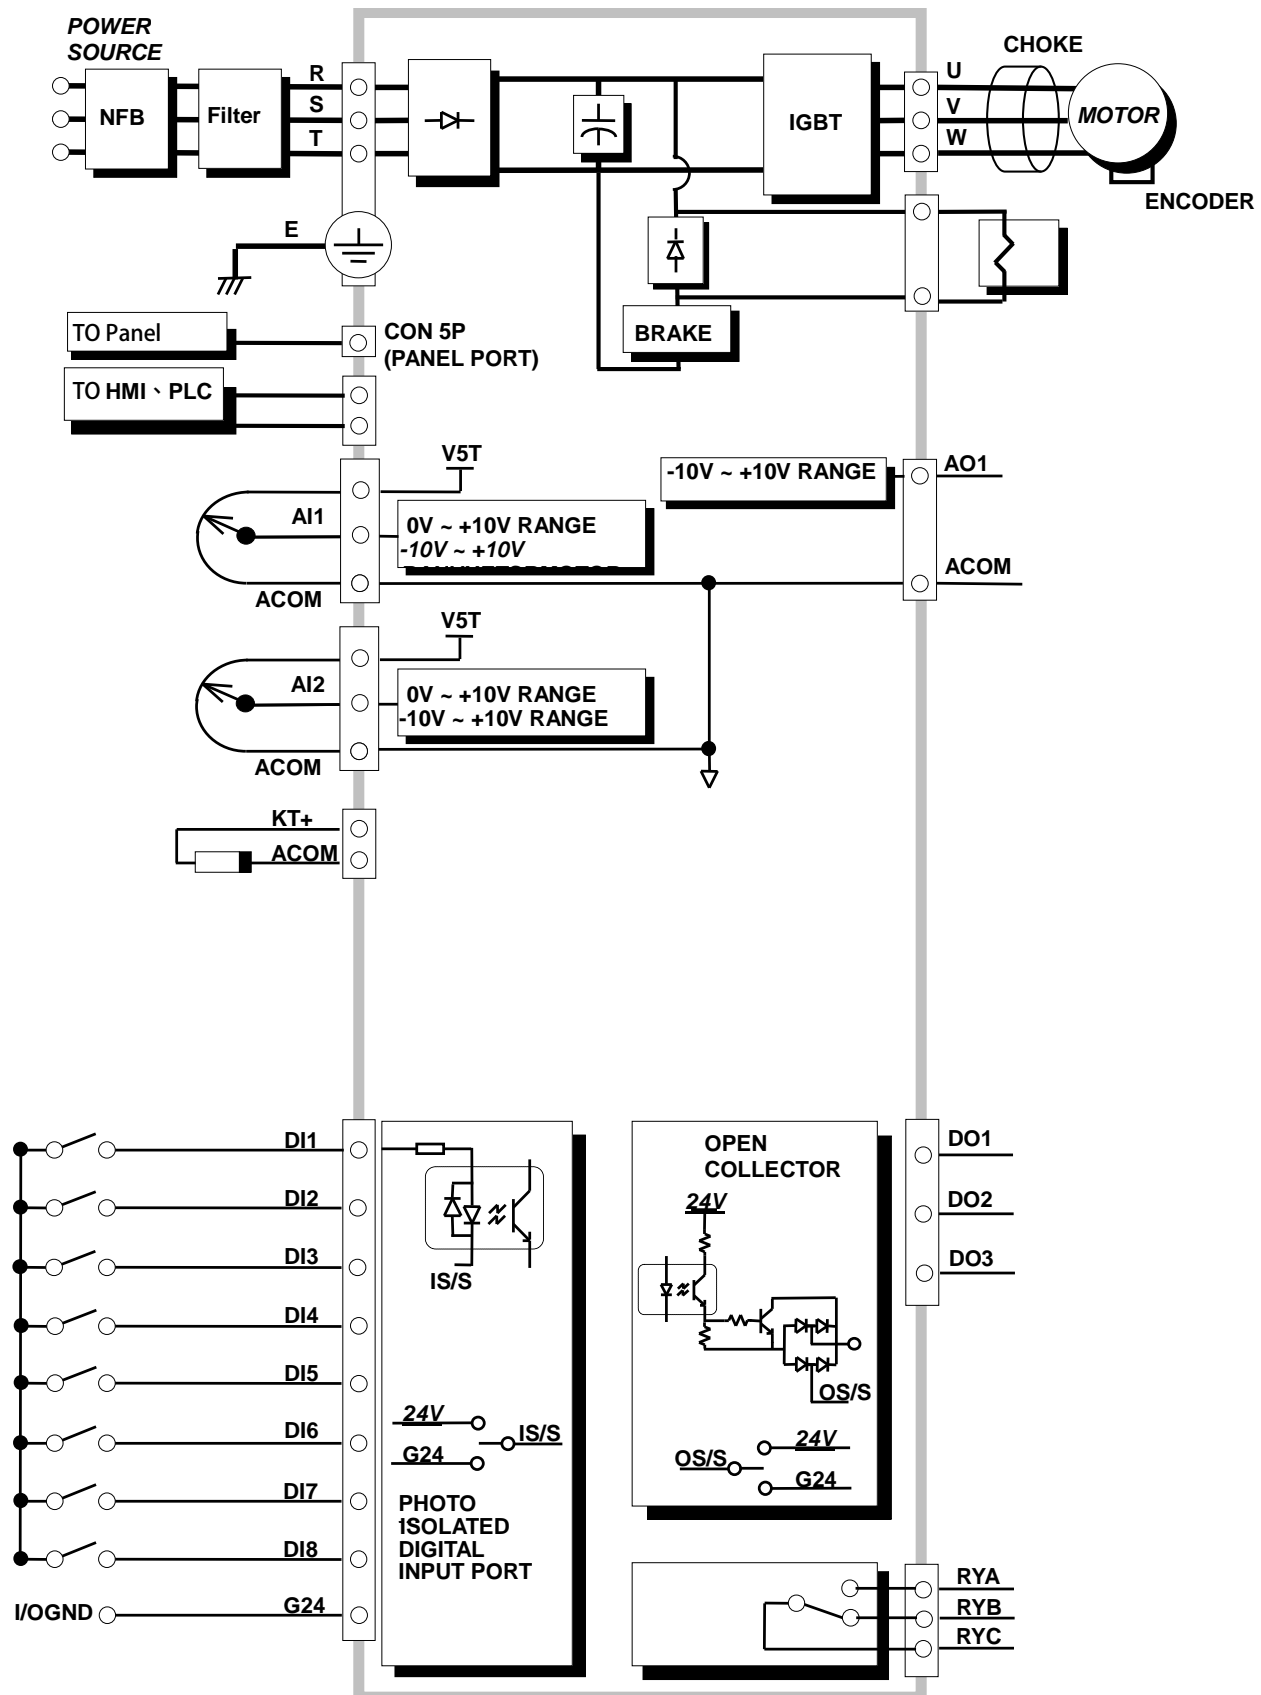 POWER
SOURCE
NFB
Filter
R
S
T
E
IGBT
U
V
W
CHOKE
MOTOR
ENCODER
BRAKE
TO Panel
CON 5P
(PANEL PORT)
TO HMI、PLC
V5T
AI1
0V ~ +10V RANGE
-10V ~ +10V
ACOM
-10V ~ +10V RANGE
AO1
ACOM
V5T
AI2
0V ~ +10V RANGE
-10V ~ +10V RANGE
ACOM
KT+
ACOM
DI1
DI2
DI3
DI4
DI5
DI6
DI7
DI8
I/OGND
G24
IS/S
24V
IS/S
G24
PHOTO
ISOLATED
DIGITAL
INPUT PORT
OPEN
COLLECTOR
24V
OS/S
24V
OS/S
G24
DO1
DO2
DO3
RYA
RYB
RYC